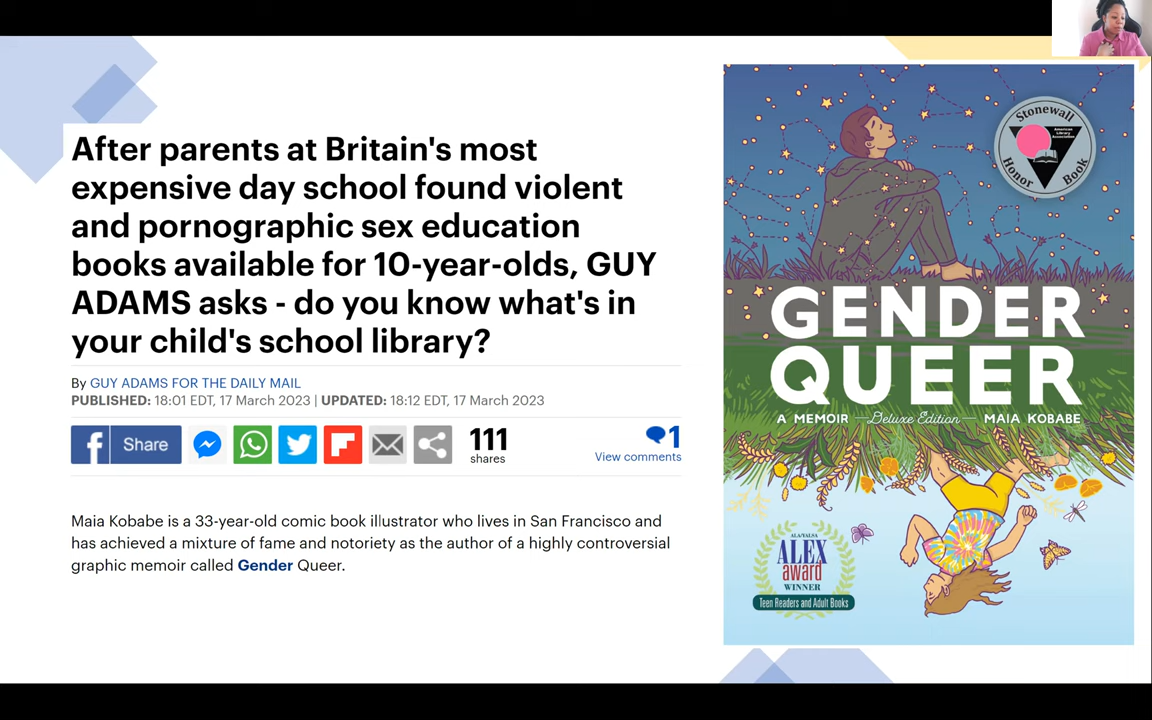 After parents at Britain's most
expensive day school found violent
and pornographic sex education
books available for 10-year-olds, GUY
ADAMS asks - do you know what's in
your child's school library?
By GUY ADAMS FOR THE DAILY MAIL
PUBLISHED: 18:01 EDT, 17 March 2023 | UPDATED: 18:12 EDT, 17 March 2023
f Share
111
shares
1
View comments
Maia Kobabe is a 33-year-old comic book illustrator who lives in San Francisco and
has achieved a mixture of fame and notoriety as the author of a highly controversial
graphic memoir called Gender Queer.
Stonewall
American
Library
Association
Honor Book
GENDER
QUEER
A MEMOIR —Deluxe Edition— MAIA KOBABE
ALA/YALSA
ALEX
award
WINNER
Teen Readers and Adult Books